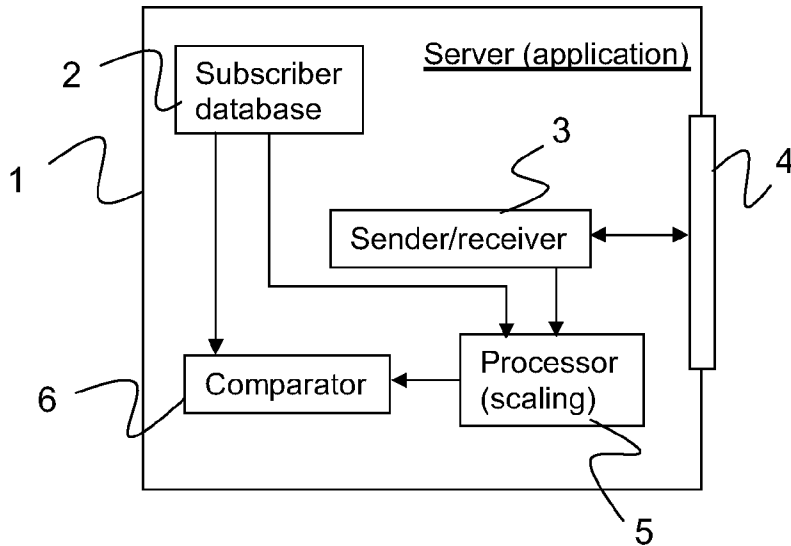 Server (application)
2
Subscriber
database
3
1
4
Sender/receiver
Processor
(scaling)
Comparator
6
5